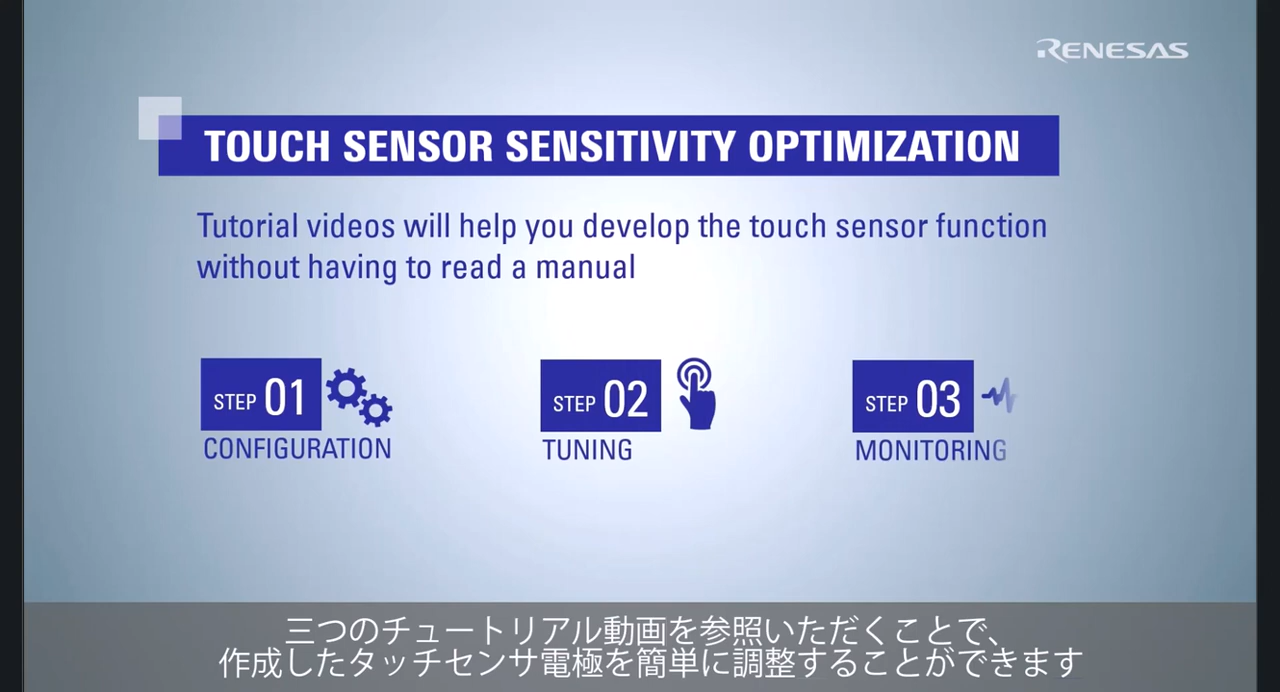 RENESAS
TOUCH SENSOR SENSITIVITY OPTIMIZATION
Tutorial videos will help you develop the touch sensor function
without having to read a manual
STEP 01
CONFIGURATION
STEP 02
TUNING
STEP 03
MONITORING
三つのチュートリアル動画を参照いただくことで、
作成したタッチセンサ電極を簡単に調整することができます